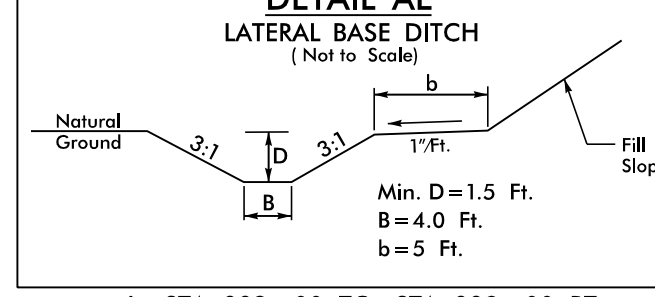 DETAIL AE
LATERAL BASE DITCH
( Not to Scale)
Natural
Ground
3:1
D
3:1
b
1"/Ft.
B
Fill
Slop
Min. D=1.5 Ft.
B=4.0 Ft.
b=5 Ft.